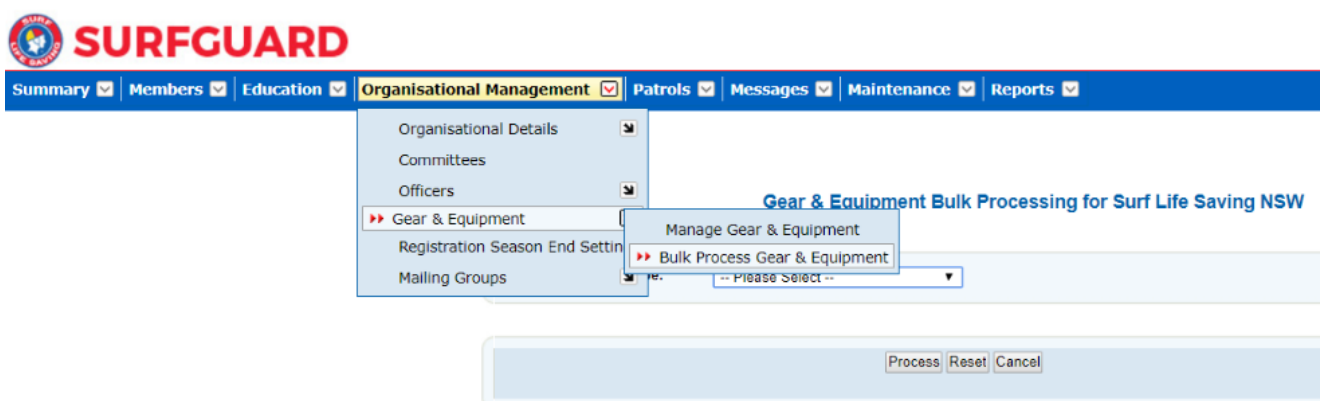 SURF
LIFE SAVING
SURFGUARD
Summary Members Education Organisational Management Patrols Messages Maintenance Reports
Organisational Details
Committees
Officers
Gear & Equipment
Registration Season End Settin
Mailing Groups
Manage Gear & Equipment
Bulk Process Gear & Equipment
Gear & Equipment Bulk Processing for Surf Life Saving NSW
-- Please Select --
Process Reset Cancel